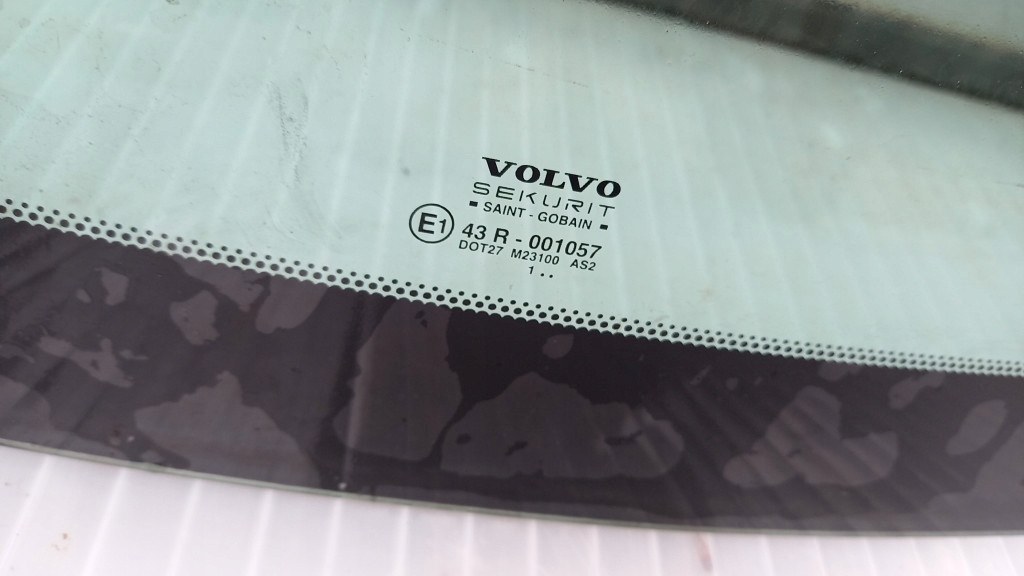 VOLVO
SEKURIT
SAINT - GOBAIN
E1 43 R - 001057
DOT27 M23100 AS2
1 ..